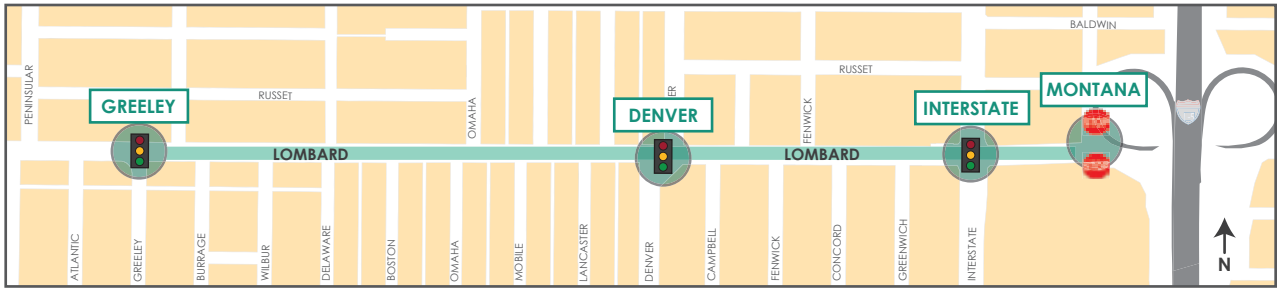 BALDWIN
PENINSULAR
RUSSET
OMAHA
ER
FENWICK
RUSSET
GREELEY
DENVER
INTERSTATE
MONTANA
LOMBARD
LOMBARD
ATLANTIC
GREELEY
BURRAGE
WILBUR
DELAWARE
BOSTON
OMAHA
MOBILE
LANCASTER
DENVER
CAMPBELL
FENWICK
CONCORD
GREENWICH
INTERSTATE
N